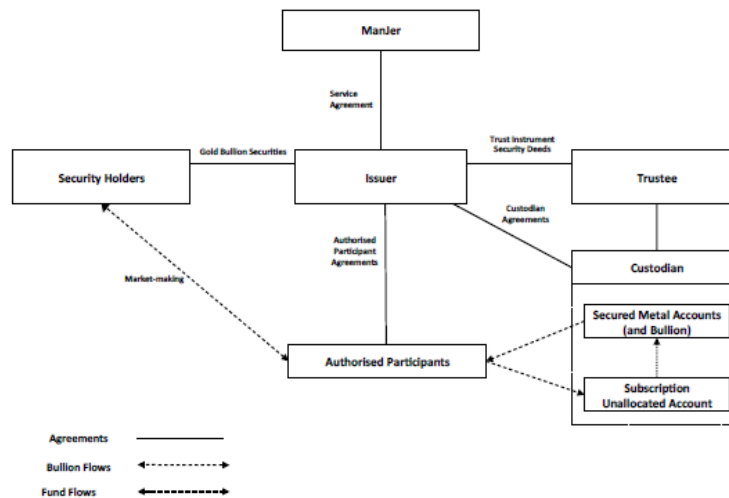 ManJer
Service
Agreement
Gold Bullion Securities
Trust Instrument
Security Deeds
Security Holders
Issuer
Trustee
Custodian
Agreements
Authorised
Participant
Agreements
Custodian
Market-making
Secured Metal Accounts
(and Bullion)
Authorised Participants
Subscription
Unallocated Account
Agreements
Bullion Flows
Fund Flows